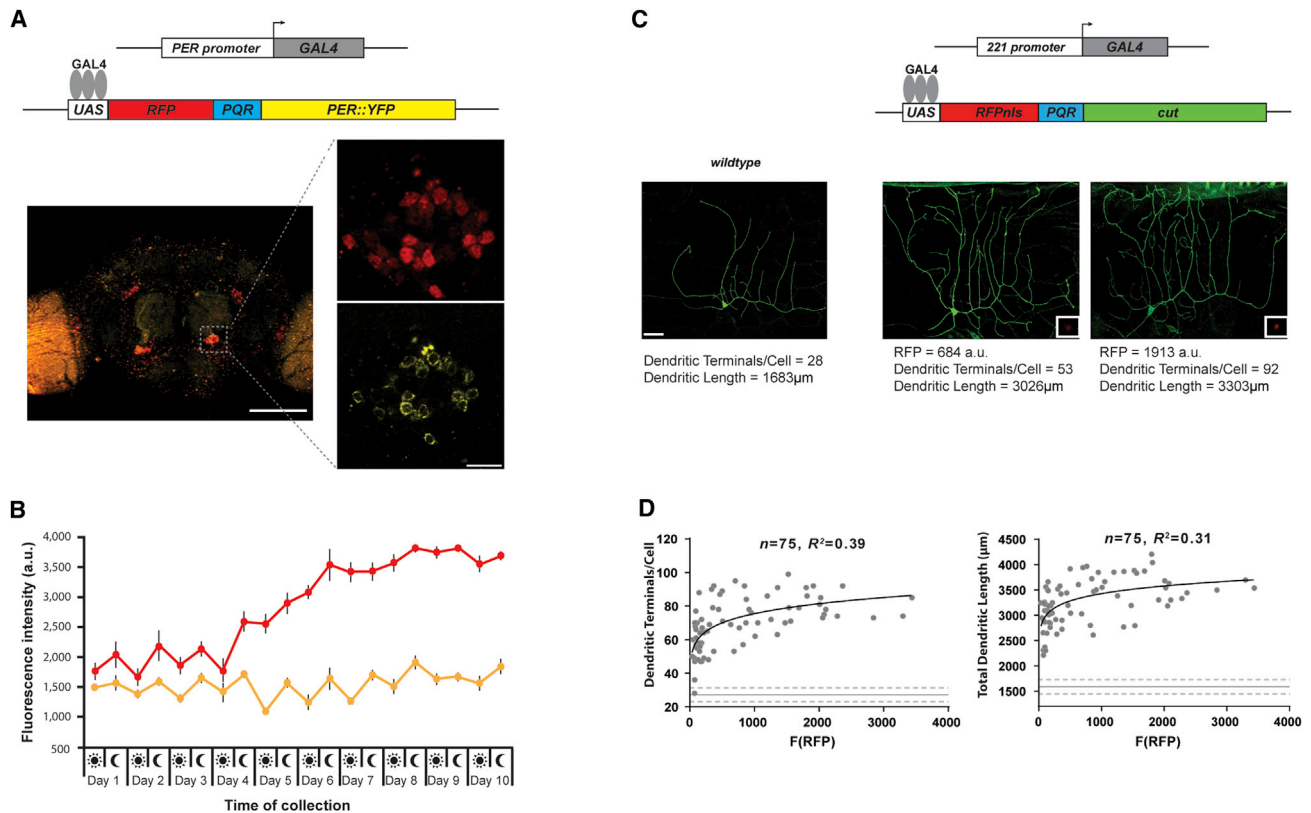 A
PER promoter GAL4
GAL4
UAS RFP PQR PER::YFP
B
Fluorescence intensity (a.u.)
4,000
3,500
3,000
2,500
2,000
1,500
1,000
500
Day 1 Day 2 Day 3 Day 4 Day 5 Day 6 Day 7 Day 8 Day 9 Day 10
Time of collection
C
221 promoter GAL4
GAL4
UAS RFPnls PQR cut
wildtype
Dendritic Terminals/Cell = 28
Dendritic Length = 1683µm
RFP = 684 a.u.
Dendritic Terminals/Cell = 53
Dendritic Length = 3026µm
RFP = 1913 a.u.
Dendritic Terminals/Cell = 92
Dendritic Length = 3303µm
D
n=75, R²=0.39
Dendritic Terminals/Cell
120
100
80
60
40
20
0 1000 2000 3000 4000
F(RFP)
n=75, R²=0.31
Total Dendritic Length (µm)
4500
4000
3500
3000
2500
2000
1500
0 1000 2000 3000 4000
F(RFP)